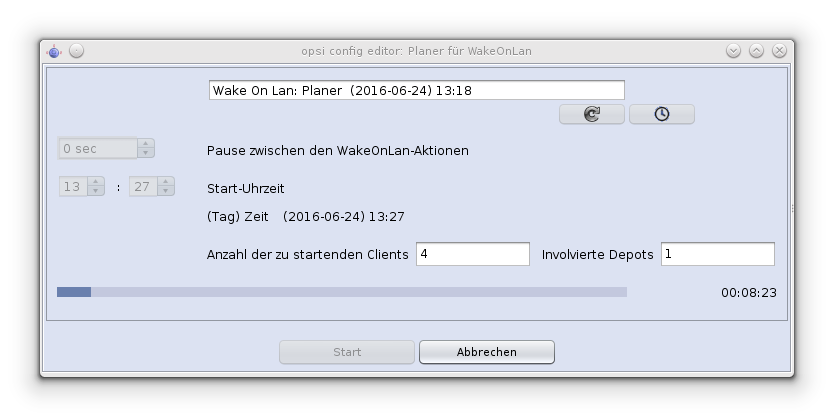 opsi config editor: Planer für WakeOnLan
Wake On Lan: Planer (2016-06-24) 13:18
0 sec
Pause zwischen den WakeOnLan-Aktionen
13 : 27
Start-Uhrzeit
(Tag) Zeit (2016-06-24) 13:27
Anzahl der zu startenden Clients 4 Involvierte Depots 1
00:08:23
Start Abbrechen